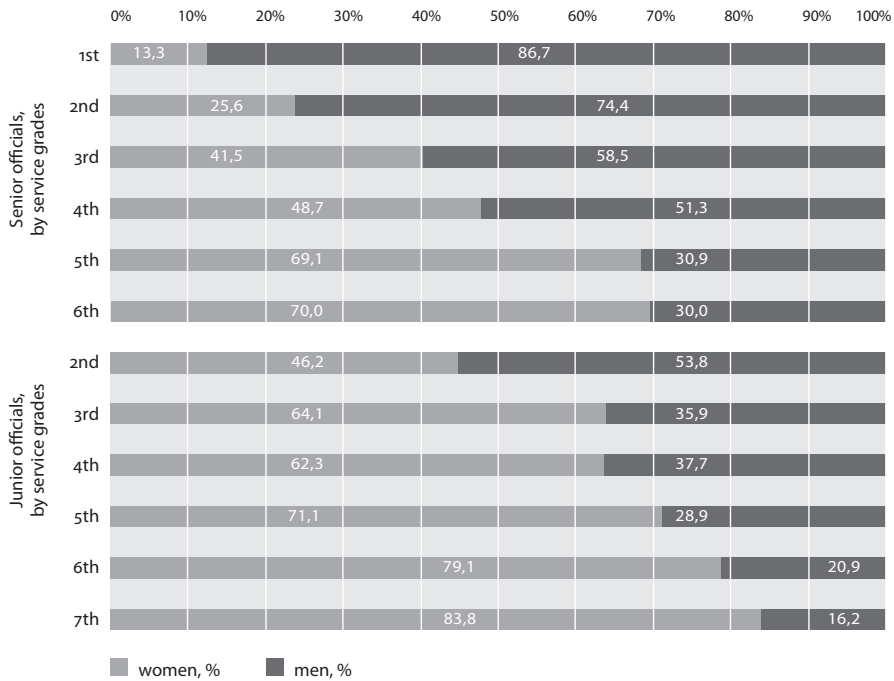 0% 10% 20% 30% 40% 50% 60% 70% 80% 90% 100%
Senior officials,
by service grades
1st 13,3 86,7
2nd 25,6 74,4
3rd 41,5 58,5
4th 48,7 51,3
5th 69,1 30,9
6th 70,0 30,0
Junior officials,
by service grades
2nd 46,2 53,8
3rd 64,1 35,9
4th 62,3 37,7
5th 71,1 28,9
6th 79,1 20,9
7th 83,8 16,2
women, % men, %